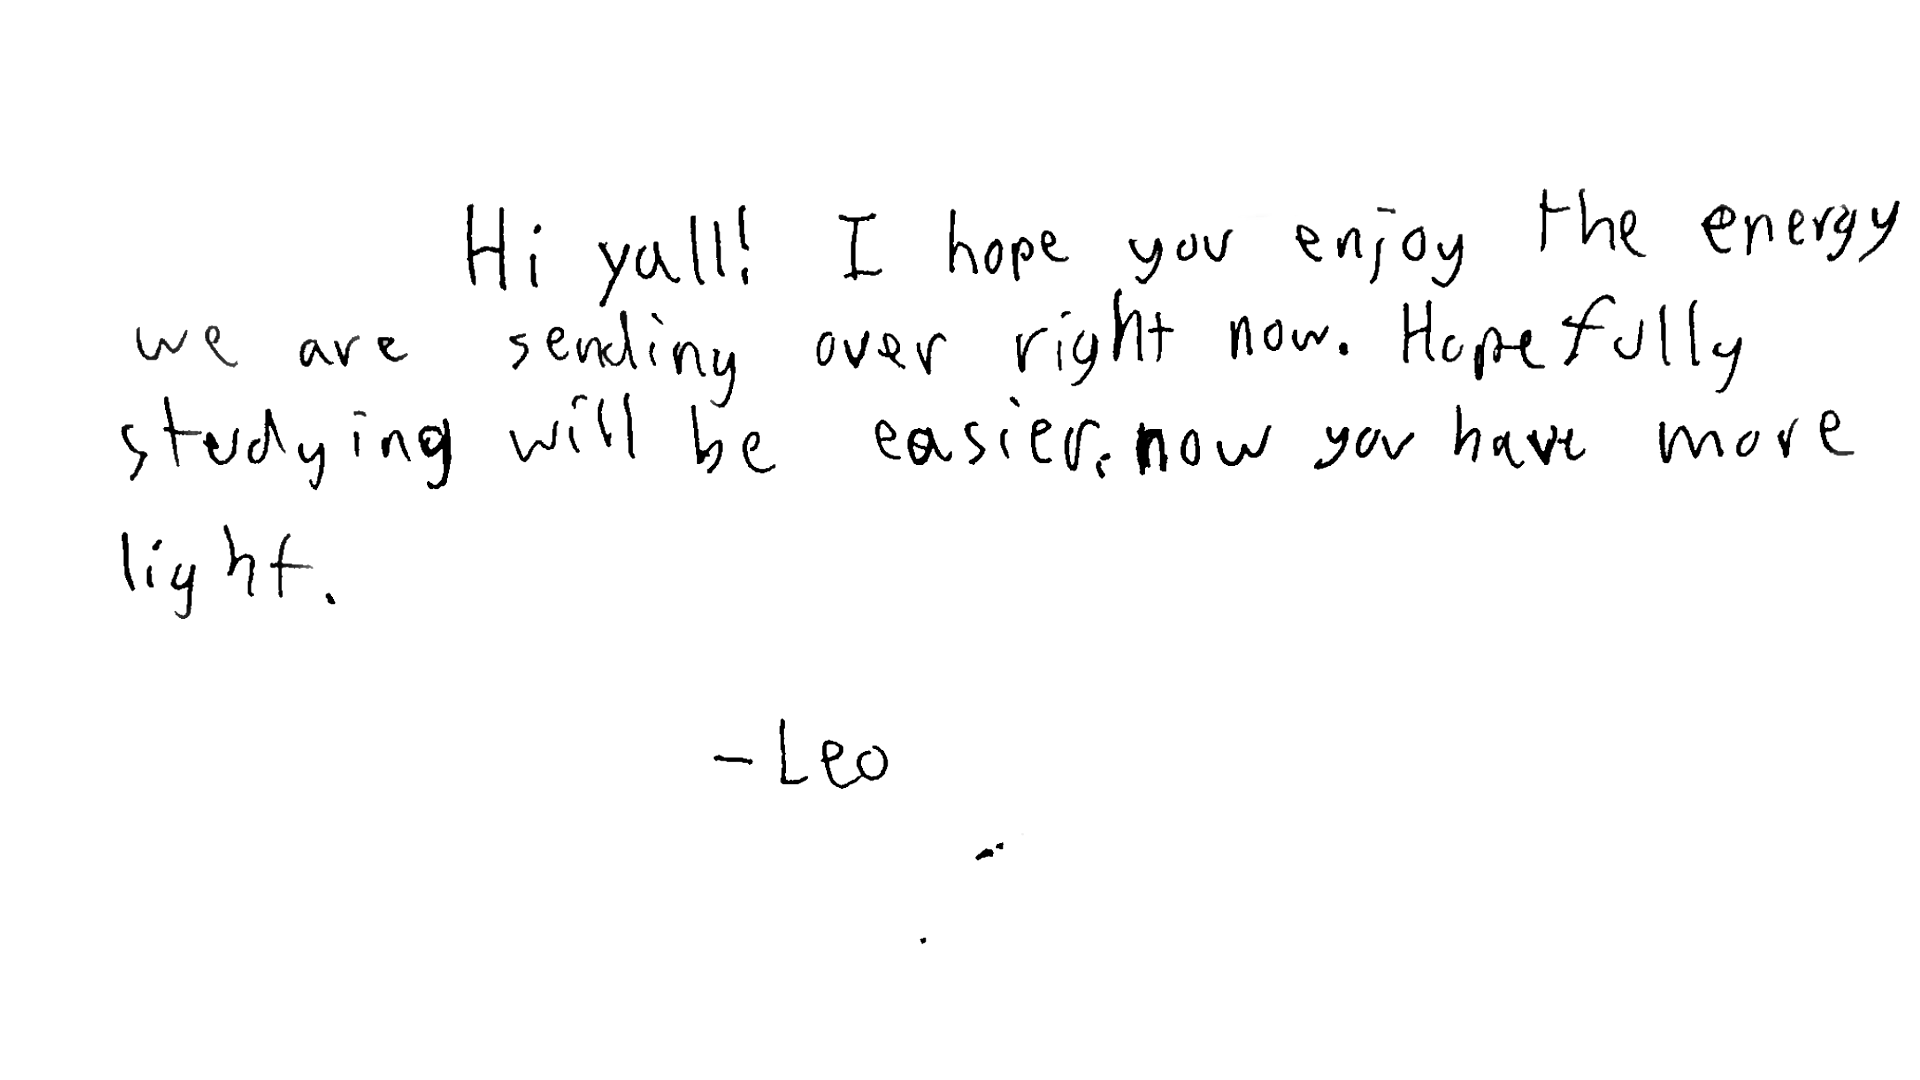 Hi yall! I hope you enjoy the energy
we are sending over right now. Hopefully
studying will be easier, now you have more
light.
- Leo